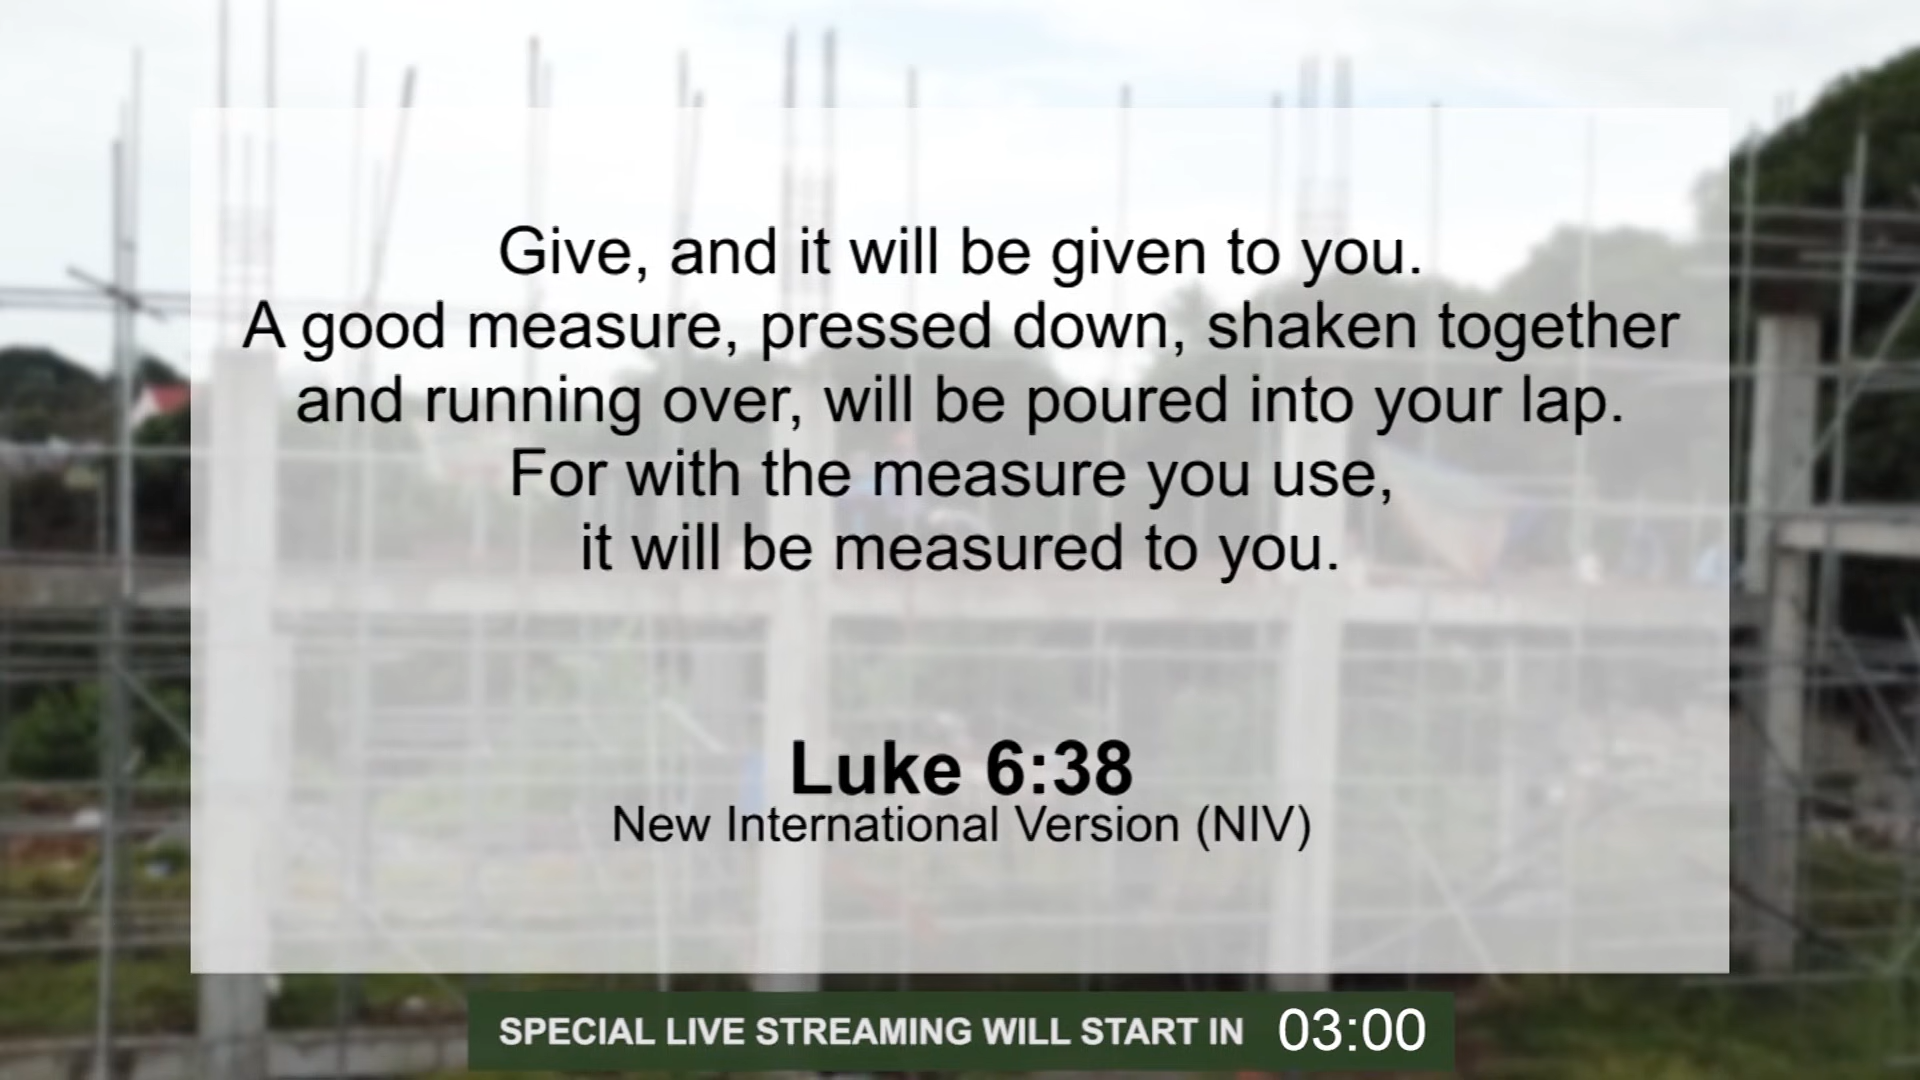 Give, and it will be given to you.
A good measure, pressed down, shaken together
and running over, will be poured into your lap.
For with the measure you use,
it will be measured to you.
Luke 6:38
New International Version (NIV)
SPECIAL LIVE STREAMING WILL START IN 03:00